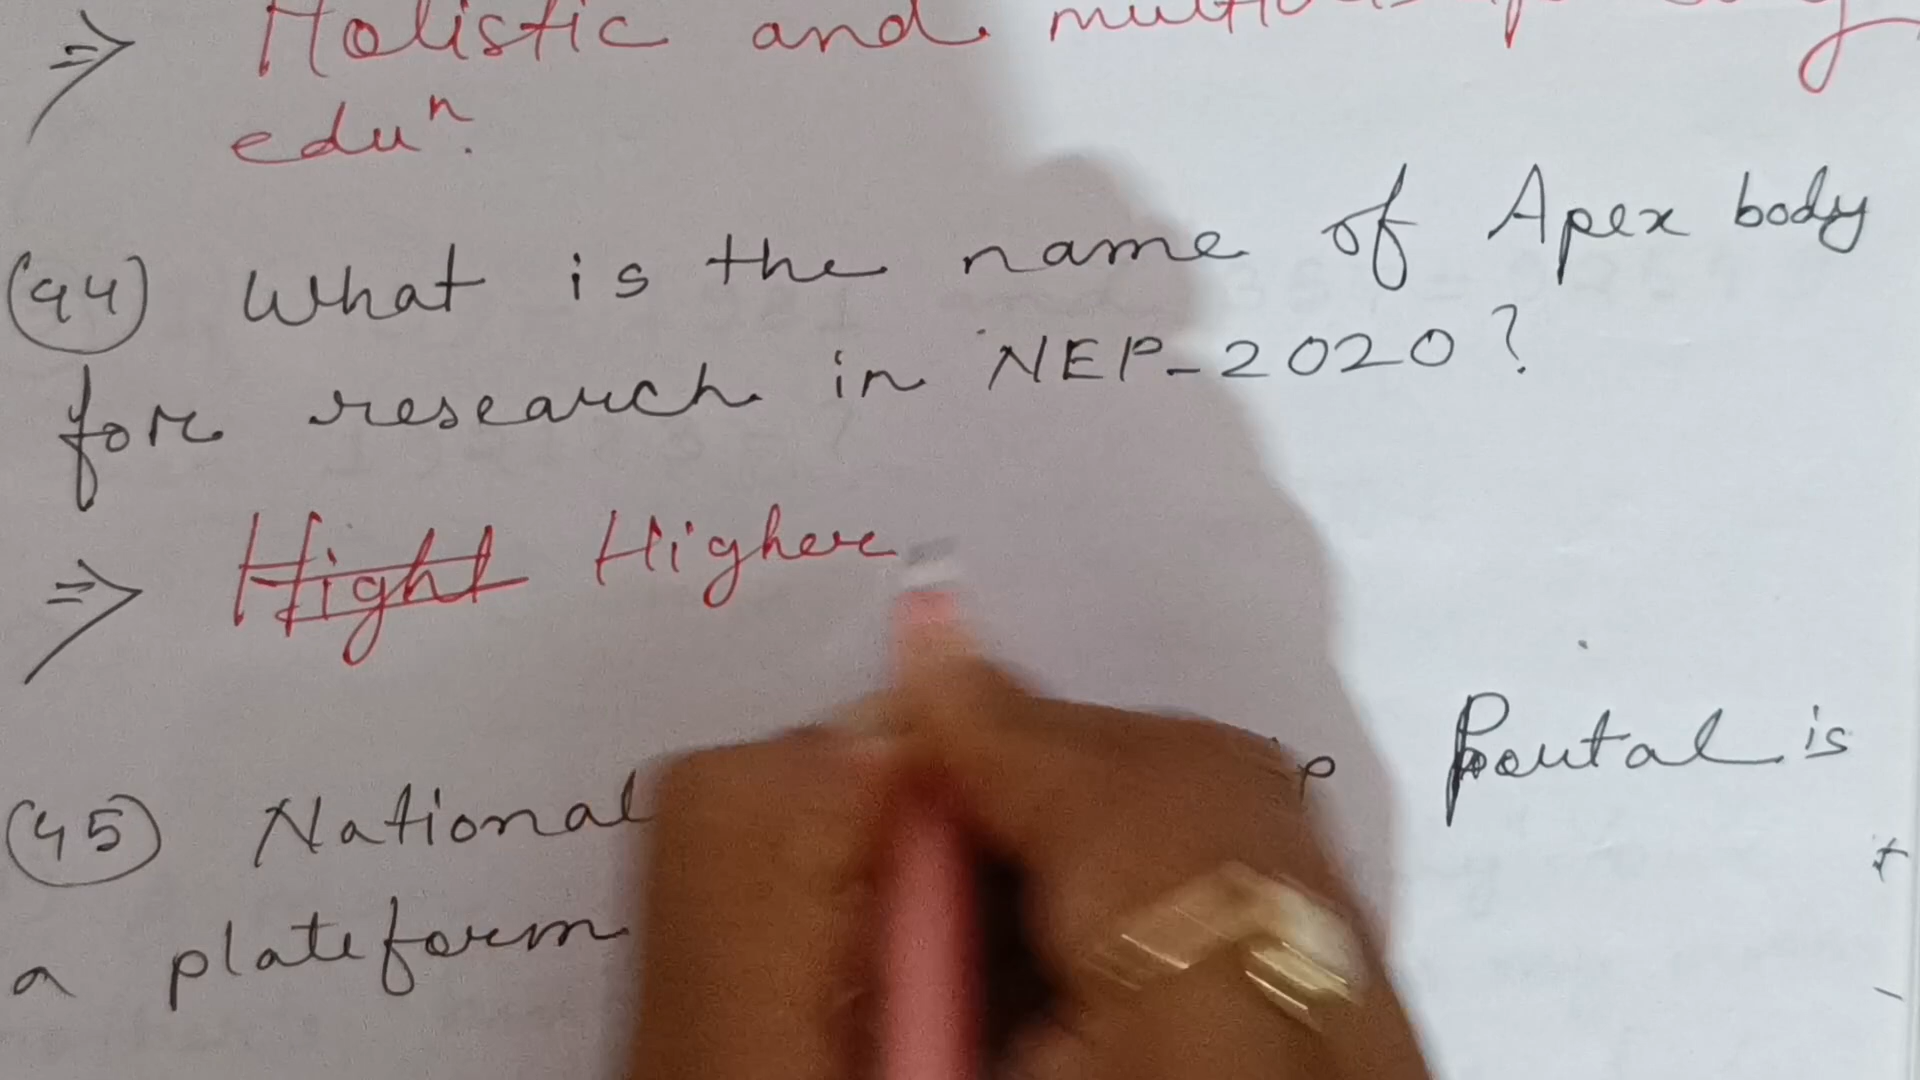 ⇒ Holistic and
eduⁿ.
(44) What is the name of Apex body
for research in NEP-2020?
⇒ Hight Higher
(45) National p Portal is
a plateform